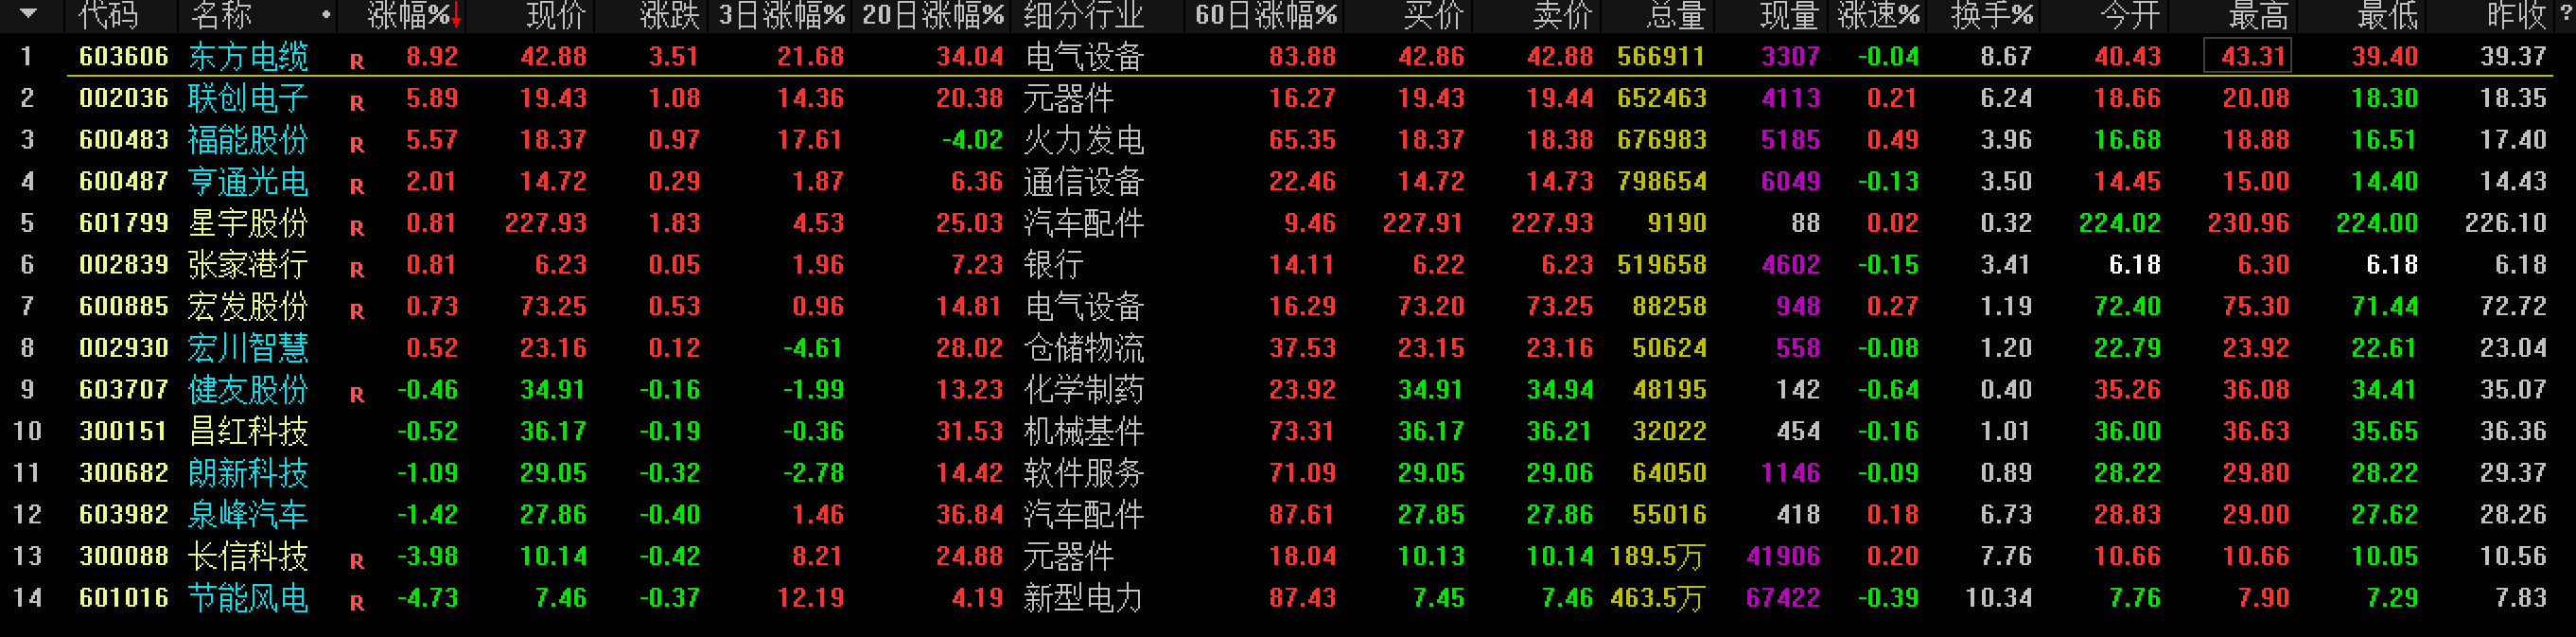 代码 名称 • 涨幅%↓ 现价 涨跌 3日涨幅% 20日涨幅% 细分行业 60日涨幅% 买价 卖价 总量 现量 涨速% 换手% 今开 最高 最低 昨收 ?
1 603606 东方电缆 R 8.92 42.88 3.51 21.68 34.04 电气设备 83.88 42.86 42.88 566911 3307 -0.04 8.67 40.43 43.31 39.40 39.37
2 002036 联创电子 R 5.89 19.43 1.08 14.36 20.38 元器件 16.27 19.43 19.44 652463 4113 0.21 6.24 18.66 20.08 18.30 18.35
3 600483 福能股份 R 5.57 18.37 0.97 17.61 -4.02 火力发电 65.35 18.37 18.38 676983 5185 0.49 3.96 16.68 18.88 16.51 17.40
4 600487 亨通光电 R 2.01 14.72 0.29 1.87 6.36 通信设备 22.46 14.72 14.73 798654 6049 -0.13 3.50 14.45 15.00 14.40 14.43
5 601799 星宇股份 R 0.81 227.93 1.83 4.53 25.03 汽车配件 9.46 227.91 227.93 9190 88 0.02 0.32 224.02 230.96 224.00 226.10
6 002839 张家港行 R 0.81 6.23 0.05 1.96 7.23 银行 14.11 6.22 6.23 519658 4602 -0.15 3.41 6.18 6.30 6.18 6.18
7 600885 宏发股份 R 0.73 73.25 0.53 0.96 14.81 电气设备 16.29 73.20 73.25 88258 948 0.27 1.19 72.40 75.30 71.44 72.72
8 002930 宏川智慧 0.52 23.16 0.12 -4.61 28.02 仓储物流 37.53 23.15 23.16 50624 558 -0.08 1.20 22.79 23.92 22.61 23.04
9 603707 健友股份 R -0.46 34.91 -0.16 -1.99 13.23 化学制药 23.92 34.91 34.94 48195 142 -0.64 0.40 35.26 36.08 34.41 35.07
10 300151 昌红科技 -0.52 36.17 -0.19 -0.36 31.53 机械基件 73.31 36.17 36.21 32022 454 -0.16 1.01 36.00 36.63 35.65 36.36
11 300682 朗新科技 -1.09 29.05 -0.32 -2.78 14.42 软件服务 71.09 29.05 29.06 64050 1146 -0.09 0.89 28.22 29.80 28.22 29.37
12 603982 泉峰汽车 -1.42 27.86 -0.40 1.46 36.84 汽车配件 87.61 27.85 27.86 55016 418 0.18 6.73 28.83 29.00 27.62 28.26
13 300088 长信科技 R -3.98 10.14 -0.42 8.21 24.88 元器件 18.04 10.13 10.14 189.5万 41906 0.20 7.76 10.66 10.66 10.05 10.56
14 601016 节能风电 R -4.73 7.46 -0.37 12.19 4.19 新型电力 87.43 7.45 7.46 463.5万 67422 -0.39 10.34 7.76 7.90 7.29 7.83